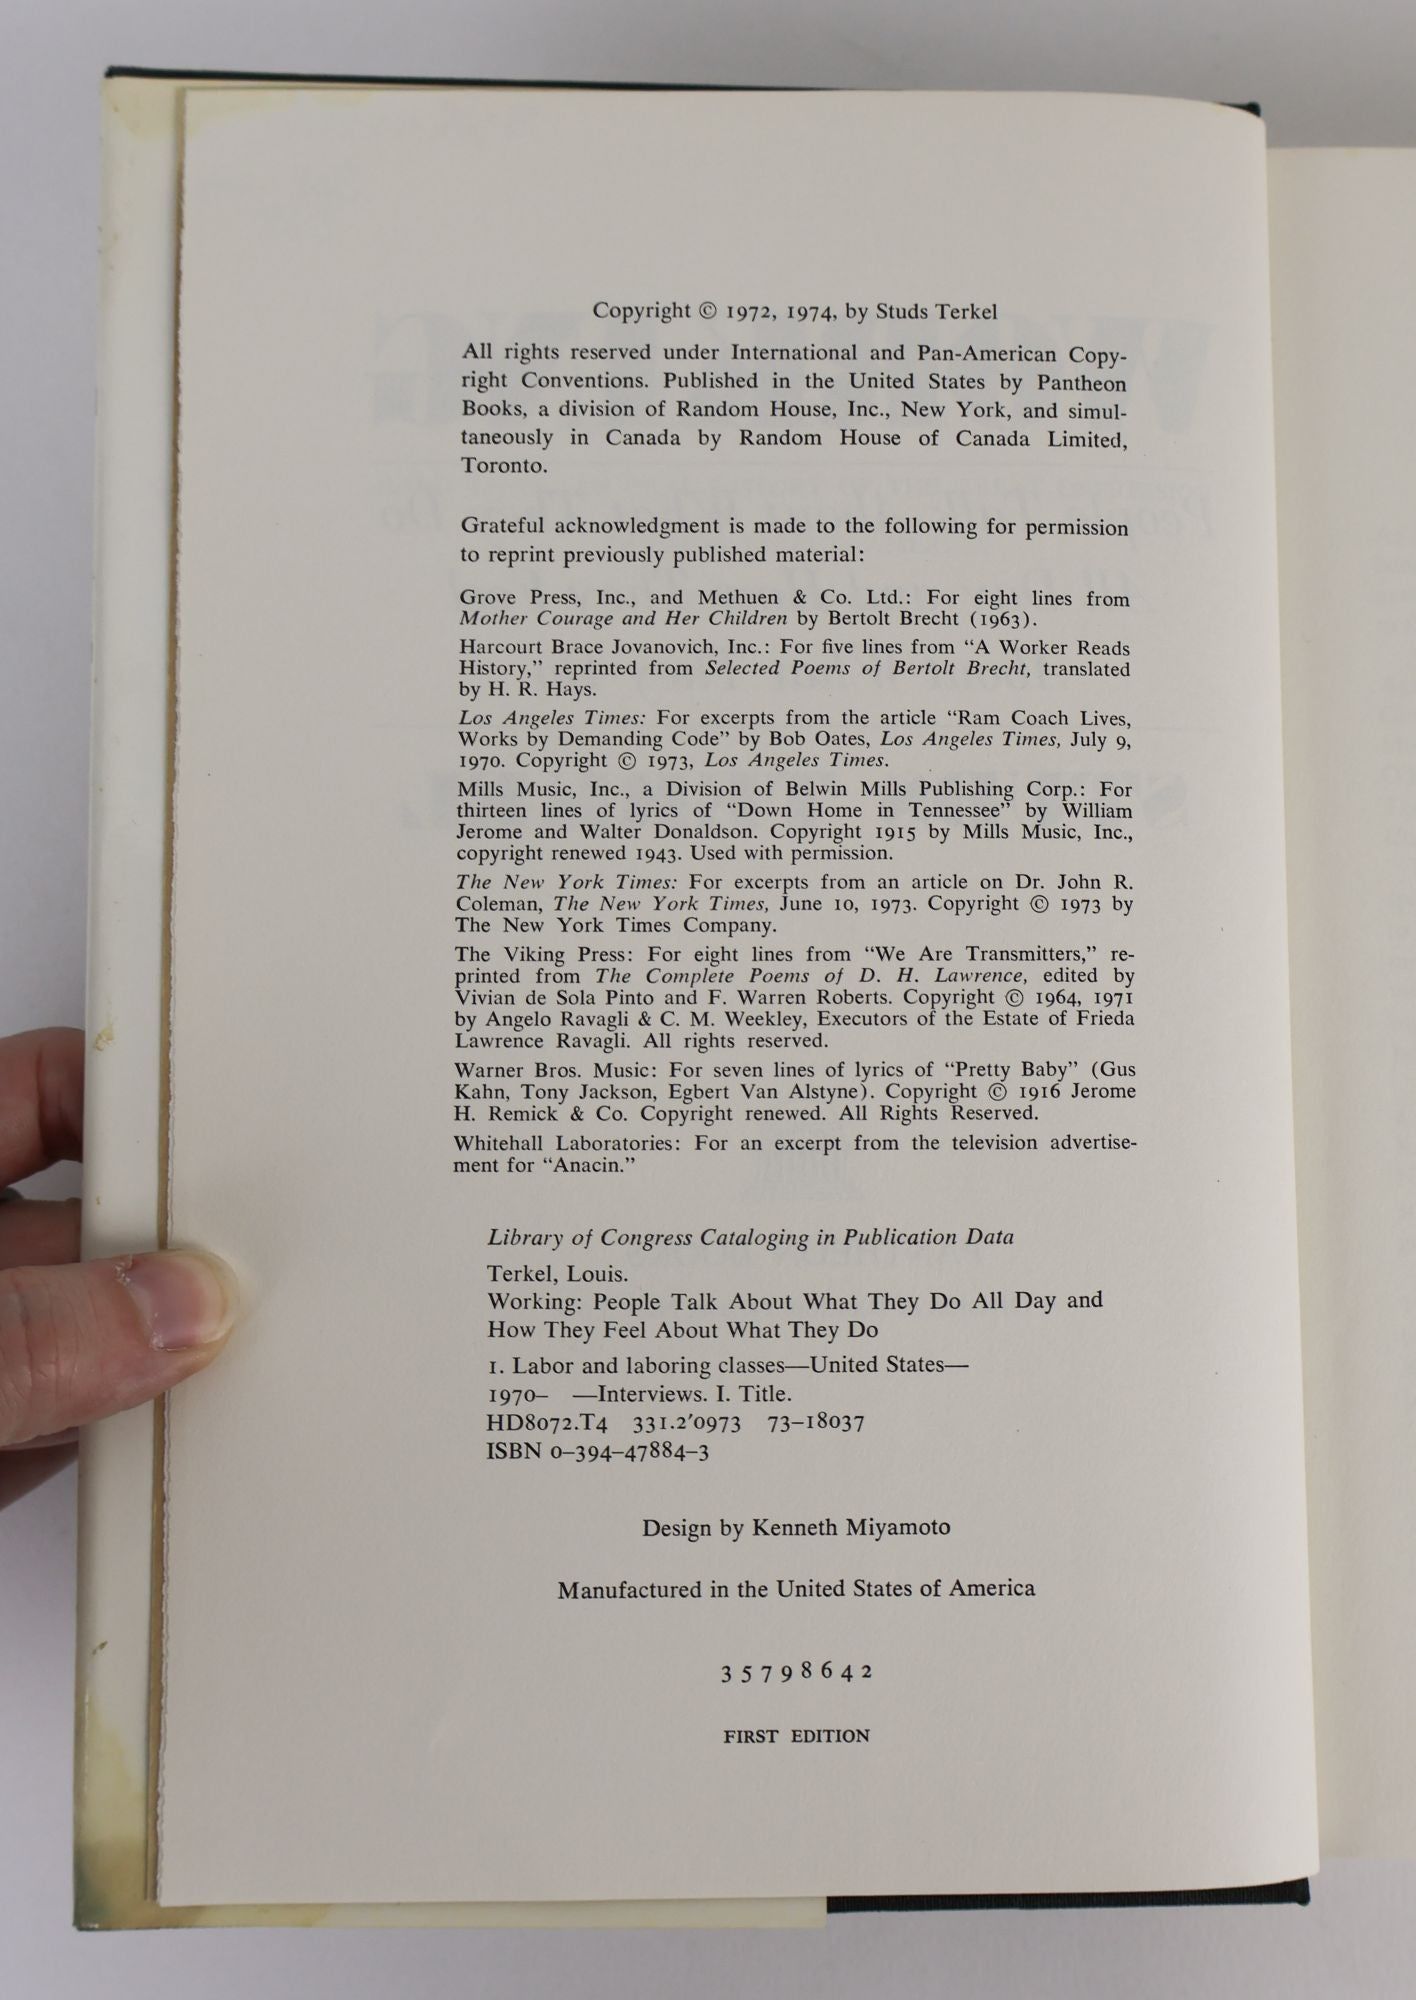 Copyright © 1972, 1974, by Studs Terkel
All rights reserved under International and Pan-American Copy-
right Conventions. Published in the United States by Pantheon
Books, a division of Random House, Inc., New York, and simul-
taneously in Canada by Random House of Canada Limited,
Toronto.
Grateful acknowledgment is made to the following for permission
to reprint previously published material:
Grove Press, Inc., and Methuen & Co. Ltd.: For eight lines from
Mother Courage and Her Children by Bertolt Brecht (1963).
Harcourt Brace Jovanovich, Inc.: For five lines from “A Worker Reads
History,” reprinted from Selected Poems of Bertolt Brecht, translated
by H. R. Hays.
Los Angeles Times: For excerpts from the article “Ram Coach Lives,
Works by Demanding Code” by Bob Oates, Los Angeles Times, July 9,
1970. Copyright © 1973, Los Angeles Times.
Mills Music, Inc., a Division of Belwin Mills Publishing Corp.: For
thirteen lines of lyrics of “Down Home in Tennessee” by William
Jerome and Walter Donaldson. Copyright 1915 by Mills Music, Inc.,
copyright renewed 1943. Used with permission.
The New York Times: For excerpts from an article on Dr. John R.
Coleman, The New York Times, June 10, 1973. Copyright © 1973 by
The New York Times Company.
The Viking Press: For eight lines from “We Are Transmitters,” re-
printed from The Complete Poems of D. H. Lawrence, edited by
Vivian de Sola Pinto and F. Warren Roberts. Copyright © 1964, 1971
by Angelo Ravagli & C. M. Weekley, Executors of the Estate of Frieda
Lawrence Ravagli. All rights reserved.
Warner Bros. Music: For seven lines of lyrics of “Pretty Baby” (Gus
Kahn, Tony Jackson, Egbert Van Alstyne). Copyright © 1916 Jerome
H. Remick & Co. Copyright renewed. All Rights Reserved.
Whitehall Laboratories: For an excerpt from the television advertise-
ment for “Anacin.”
Library of Congress Cataloging in Publication Data
Terkel, Louis.
Working: People Talk About What They Do All Day and
How They Feel About What They Do
1. Labor and laboring classes—United States—
1970– —Interviews. I. Title.
HD8072.T4 331.2'0973 73–18037
ISBN 0–394–47884–3
Design by Kenneth Miyamoto
Manufactured in the United States of America
3 5 7 9 8 6 4 2
FIRST EDITION